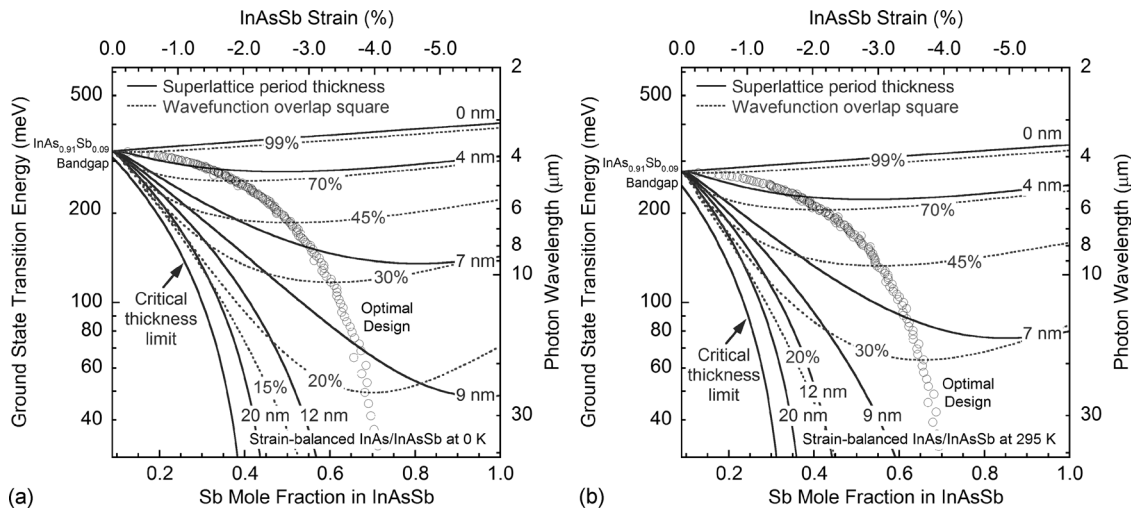 InAsSb Strain (%)
0.0 -1.0 -2.0 -3.0 -4.0 -5.0
Ground State Transition Energy (meV)
500
200
100
80
60
40
InAs0.91Sb0.09
Bandgap
Superlattice period thickness
Wavefunction overlap square
0 nm
99%
4 nm
70%
45%
7 nm
30%
Critical
thickness
limit
Optimal
Design
20%
9 nm
15%
20 nm
12 nm
Strain-balanced InAs/InAsSb at 0 K
2
4
6
8
10
30
Photon Wavelength (μm)
0.2 0.4 0.6 0.8 1.0
Sb Mole Fraction in InAsSb
(a)
InAsSb Strain (%)
0.0 -1.0 -2.0 -3.0 -4.0 -5.0
Ground State Transition Energy (meV)
500
200
100
80
60
40
InAs0.91Sb0.09
Bandgap
Superlattice period thickness
Wavefunction overlap square
0 nm
99%
4 nm
70%
45%
7 nm
30%
20%
Critical
thickness
limit
12 nm
Optimal
Design
20 nm
9 nm
Strain-balanced InAs/InAsSb at 295 K
2
4
6
8
10
30
Photon Wavelength (μm)
0.2 0.4 0.6 0.8 1.0
Sb Mole Fraction in InAsSb
(b)